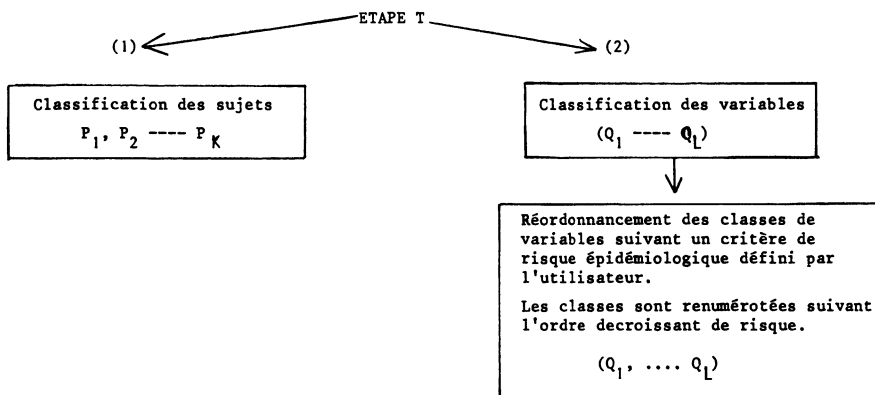 ETAPE T
(1) (2)
Classification des sujets
P1, P2 ---- PK
Classification des variables
(Q1 ---- QL)
Réordonnancement des classes de
variables suivant un critère de
risque épidémiologique défini par
l'utilisateur.
Les classes sont renumérotées suivant
l'ordre decroissant de risque.
(Q1, .... QL)